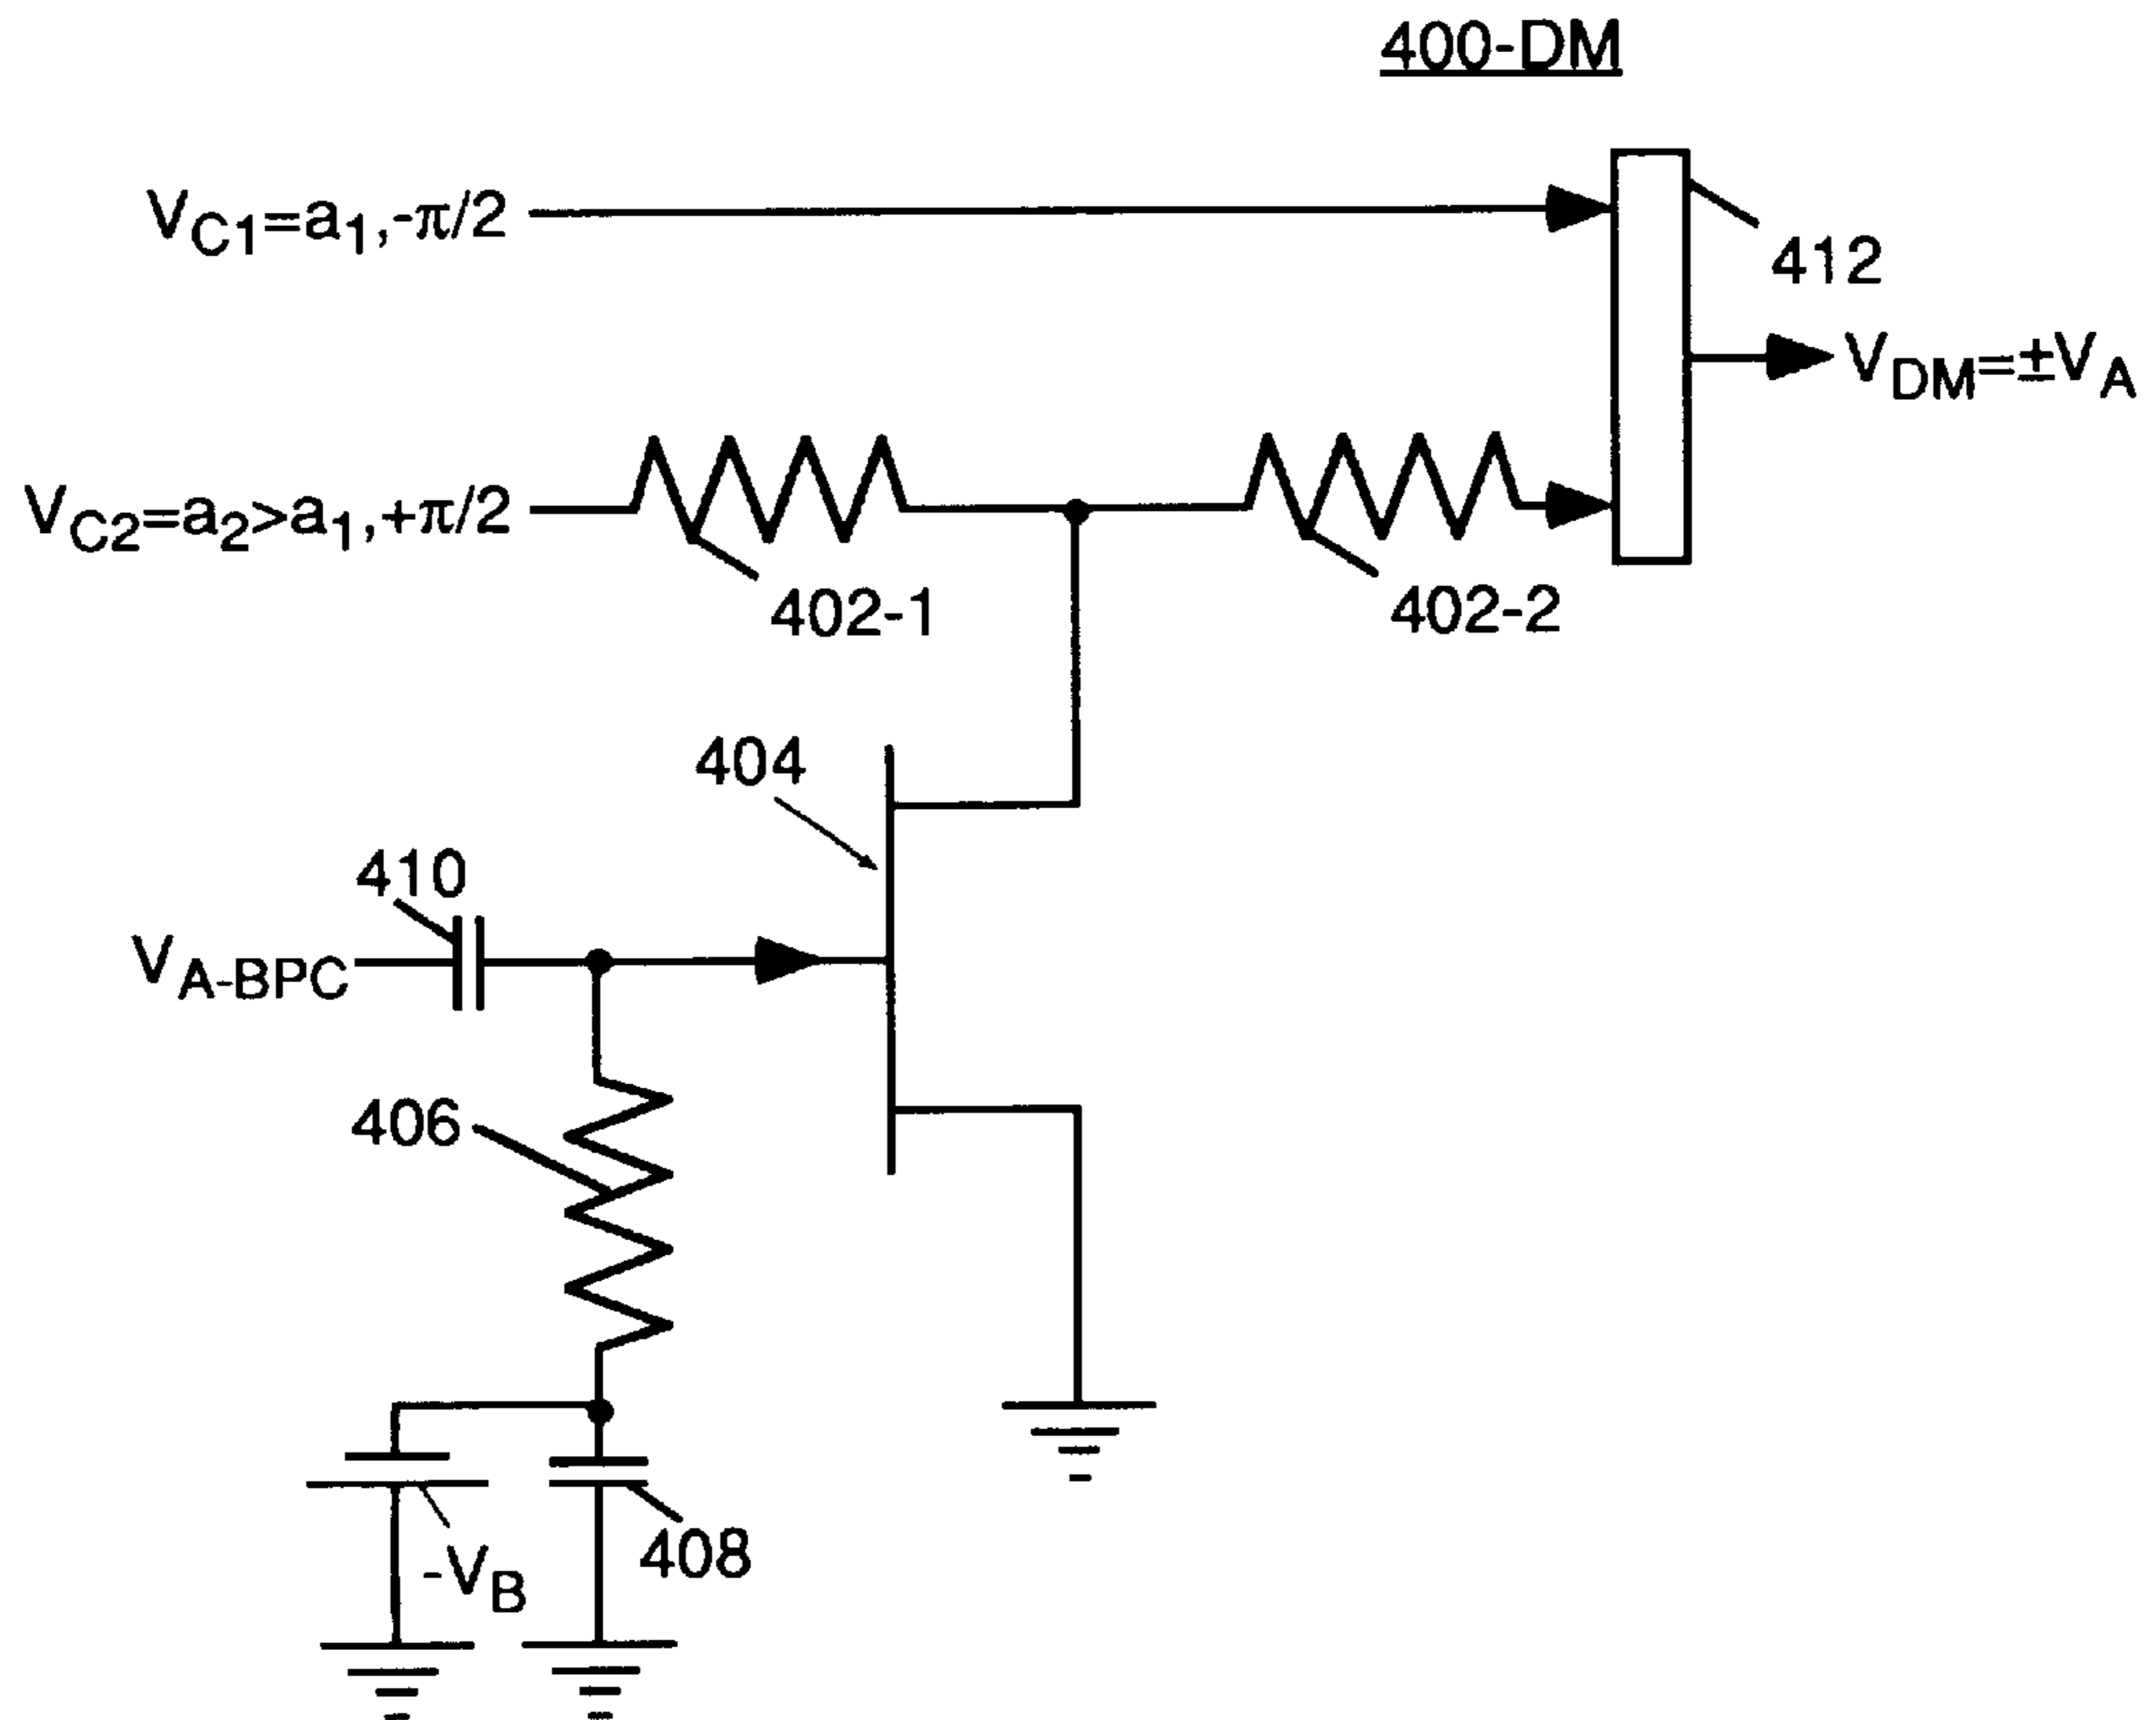 400-DM
V_C1=a_1,-π/2
412
V_DM=±V_A
V_C2=a_2>a_1,+π/2
402-1
402-2
404
410
V_A-BPC
406
-V_B
408